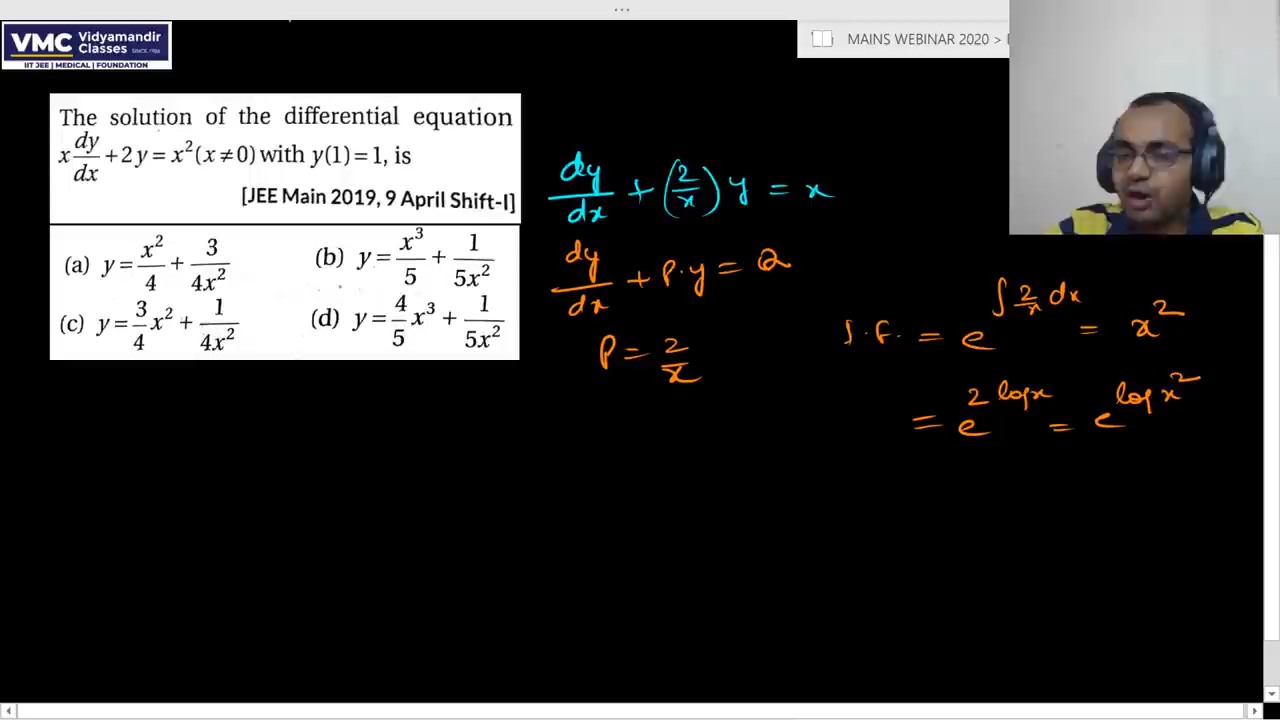 VMC Vidyamandir Classes SINCE 1986
IIT JEE | MEDICAL | FOUNDATION
MAINS WEBINAR 2020 >
The solution of the differential equation
x dy/dx + 2y = x² (x ≠ 0) with y(1) = 1, is
[JEE Main 2019, 9 April Shift-I]
(a) y = x²/4 + 3/4x² (b) y = x³/5 + 1/5x²
(c) y = 3/4 x² + 1/4x² (d) y = 4/5 x³ + 1/5x²
dy/dx + (2/x) y = x
dy/dx + P.y = Q
P = 2/x
I.F. = e^∫ 2/x dx = x²
= e^2 log x = e^log x²